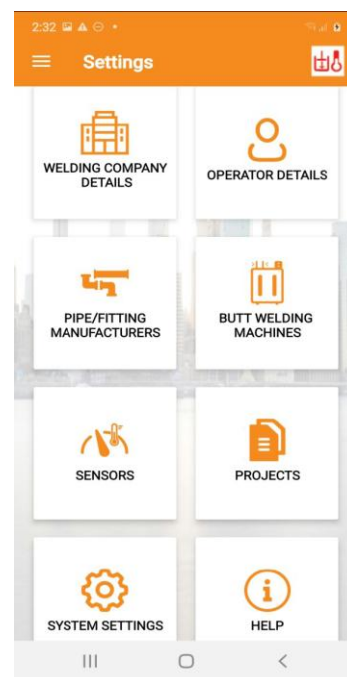 2:32
Settings
WELDING COMPANY
DETAILS
OPERATOR DETAILS
PIPE/FITTING
MANUFACTURERS
BUTT WELDING
MACHINES
SENSORS
PROJECTS
SYSTEM SETTINGS
HELP